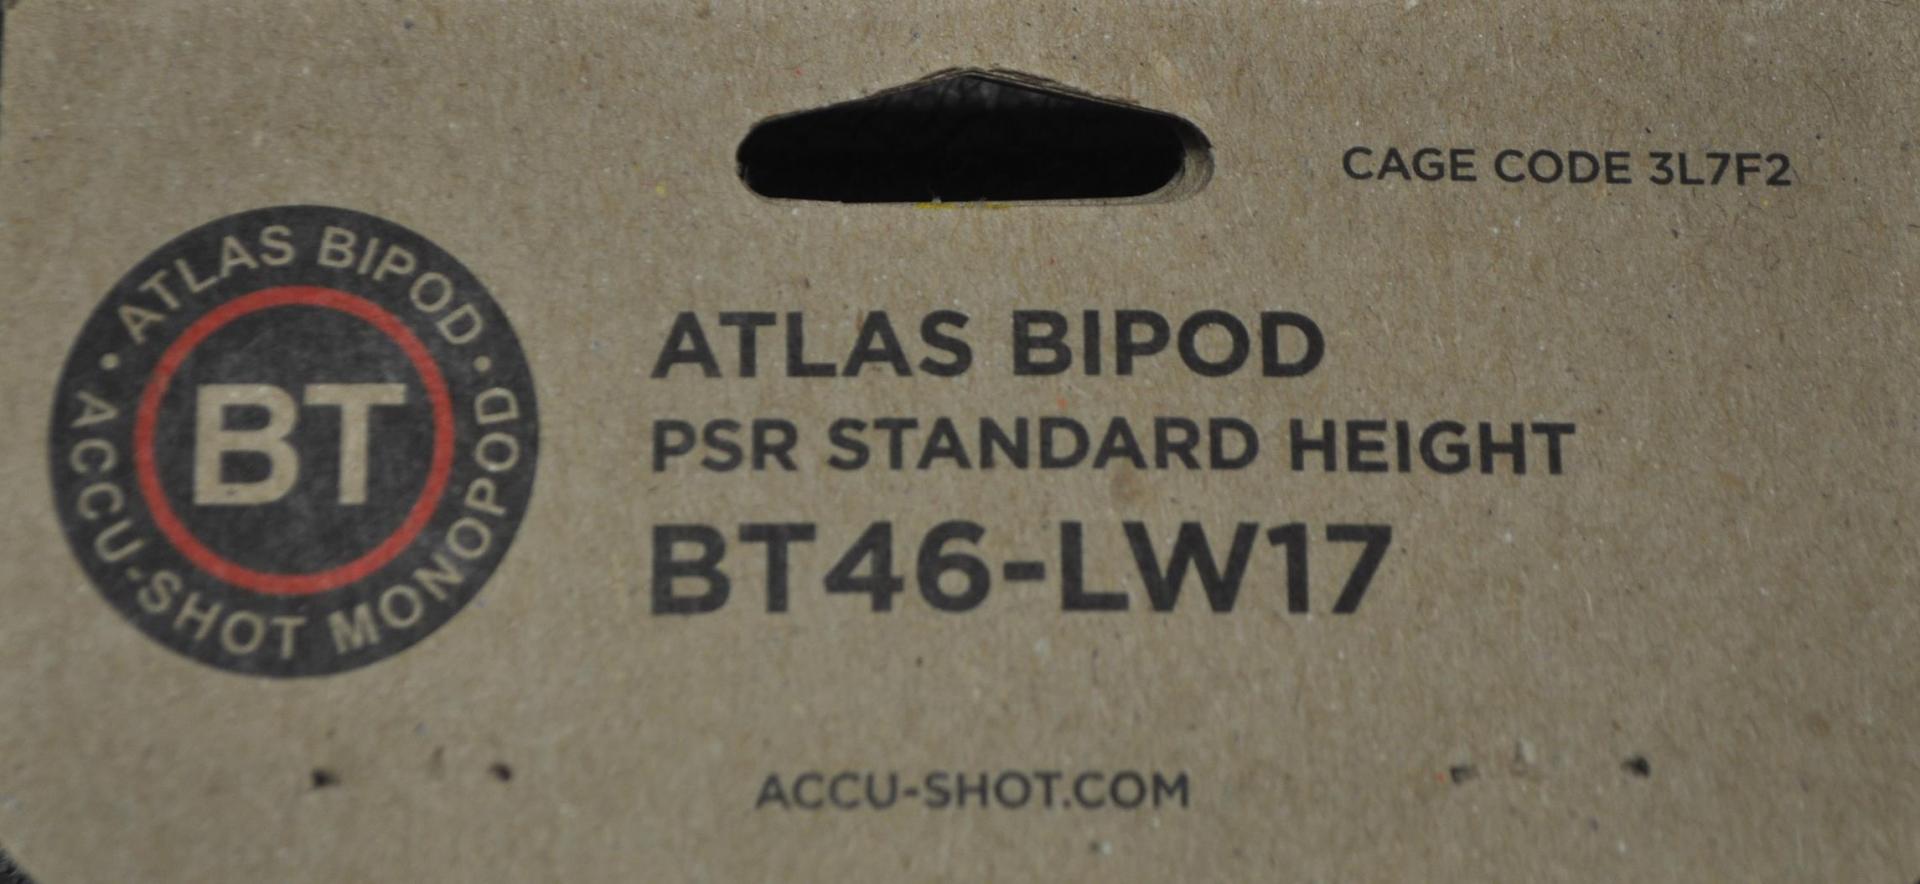 CAGE CODE 3L7F2
• ATLAS BIPOD •
ACCU-SHOT MONOPOD
BT
ATLAS BIPOD
PSR STANDARD HEIGHT
BT46-LW17
ACCU-SHOT.COM